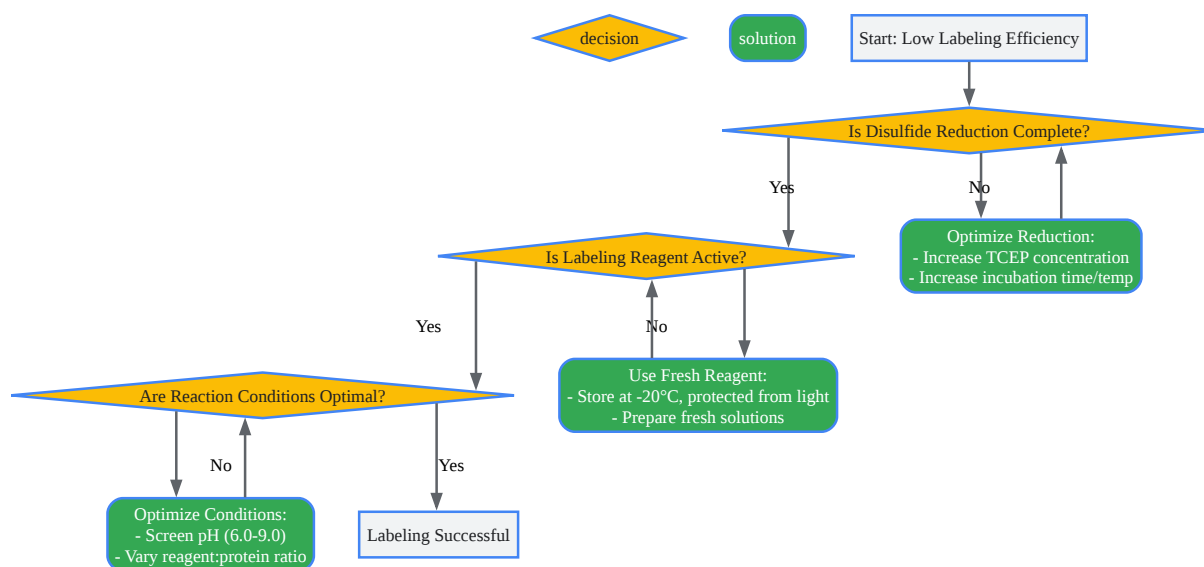 decision
solution
Start: Low Labeling Efficiency
Is Disulfide Reduction Complete?
Yes
No
Optimize Reduction:
- Increase TCEP concentration
- Increase incubation time/temp
Is Labeling Reagent Active?
Yes
No
Use Fresh Reagent:
- Store at -20°C, protected from light
- Prepare fresh solutions
Are Reaction Conditions Optimal?
No
Yes
Optimize Conditions:
- Screen pH (6.0-9.0)
- Vary reagent:protein ratio
Labeling Successful